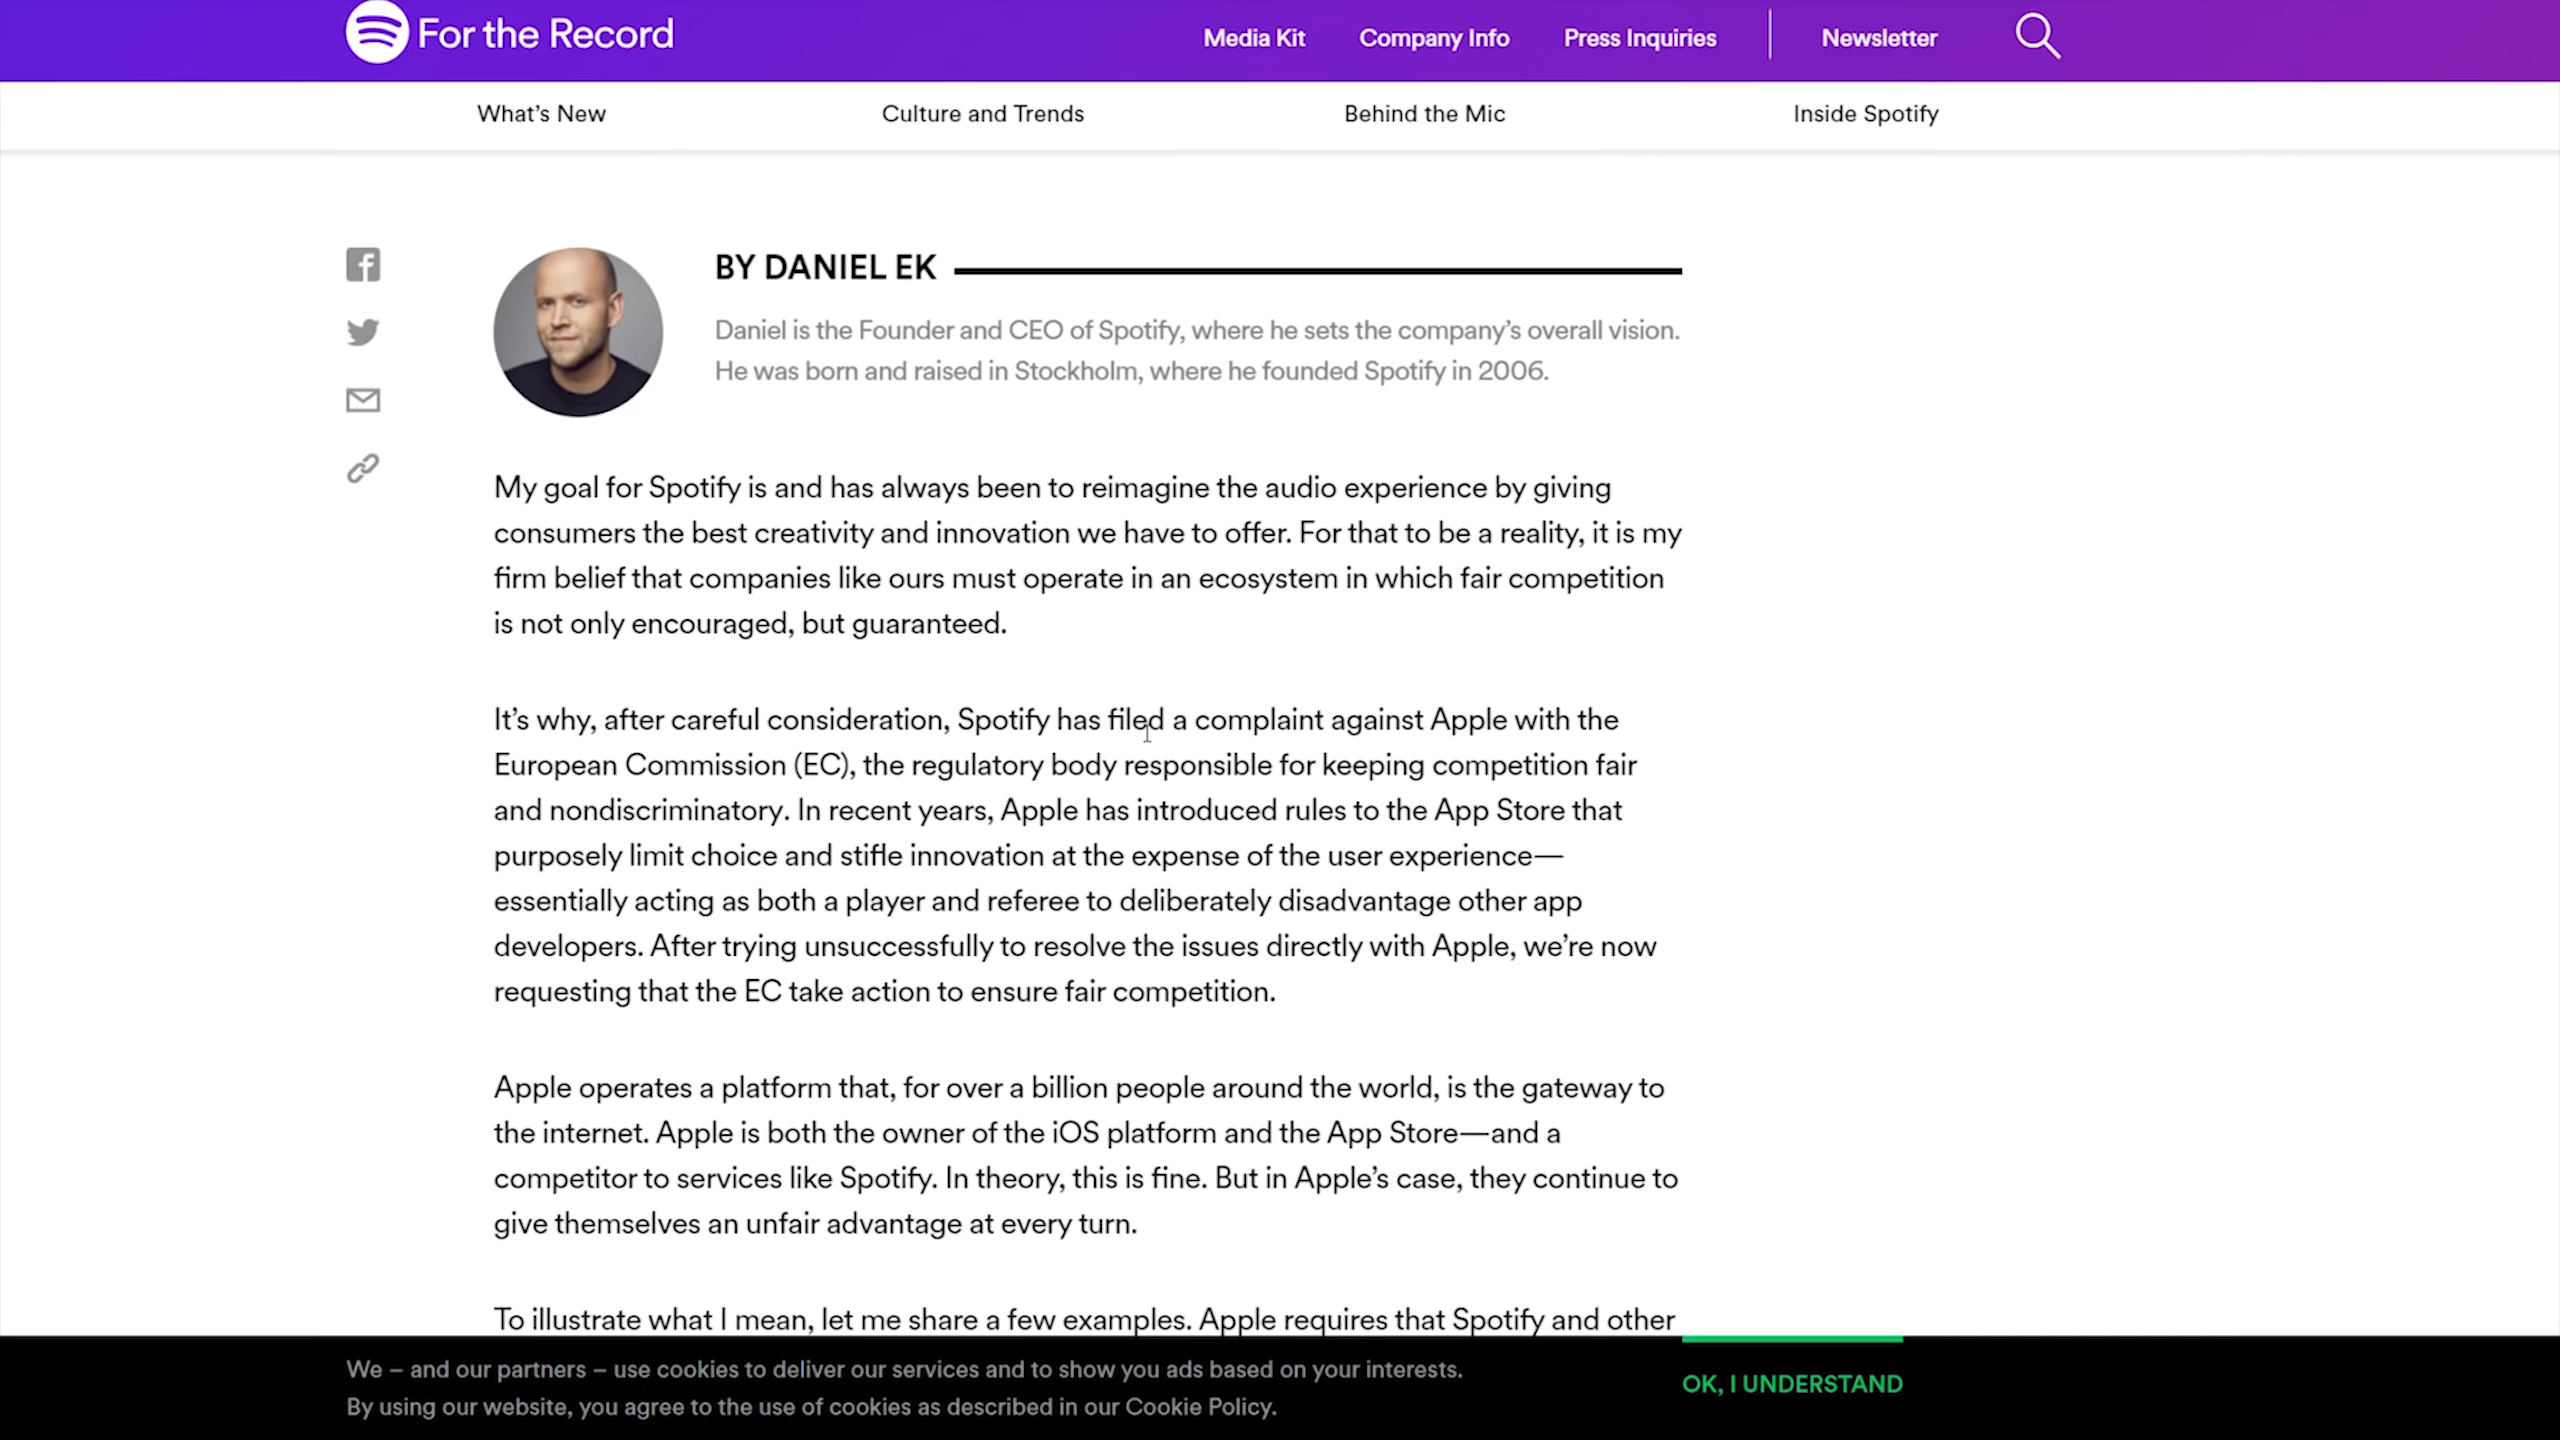 For the Record
Media Kit
Company Info
Press Inquiries
Newsletter
What's New
Culture and Trends
Behind the Mic
Inside Spotify
BY DANIEL EK
Daniel is the Founder and CEO of Spotify, where he sets the company's overall vision.
He was born and raised in Stockholm, where he founded Spotify in 2006.
My goal for Spotify is and has always been to reimagine the audio experience by giving
consumers the best creativity and innovation we have to offer. For that to be a reality, it is my
firm belief that companies like ours must operate in an ecosystem in which fair competition
is not only encouraged, but guaranteed.
It's why, after careful consideration, Spotify has filed a complaint against Apple with the
European Commission (EC), the regulatory body responsible for keeping competition fair
and nondiscriminatory. In recent years, Apple has introduced rules to the App Store that
purposely limit choice and stifle innovation at the expense of the user experience—
essentially acting as both a player and referee to deliberately disadvantage other app
developers. After trying unsuccessfully to resolve the issues directly with Apple, we're now
requesting that the EC take action to ensure fair competition.
Apple operates a platform that, for over a billion people around the world, is the gateway to
the internet. Apple is both the owner of the iOS platform and the App Store—and a
competitor to services like Spotify. In theory, this is fine. But in Apple's case, they continue to
give themselves an unfair advantage at every turn.
To illustrate what I mean, let me share a few examples. Apple requires that Spotify and other
We – and our partners – use cookies to deliver our services and to show you ads based on your interests.
By using our website, you agree to the use of cookies as described in our Cookie Policy.
OK, I UNDERSTAND